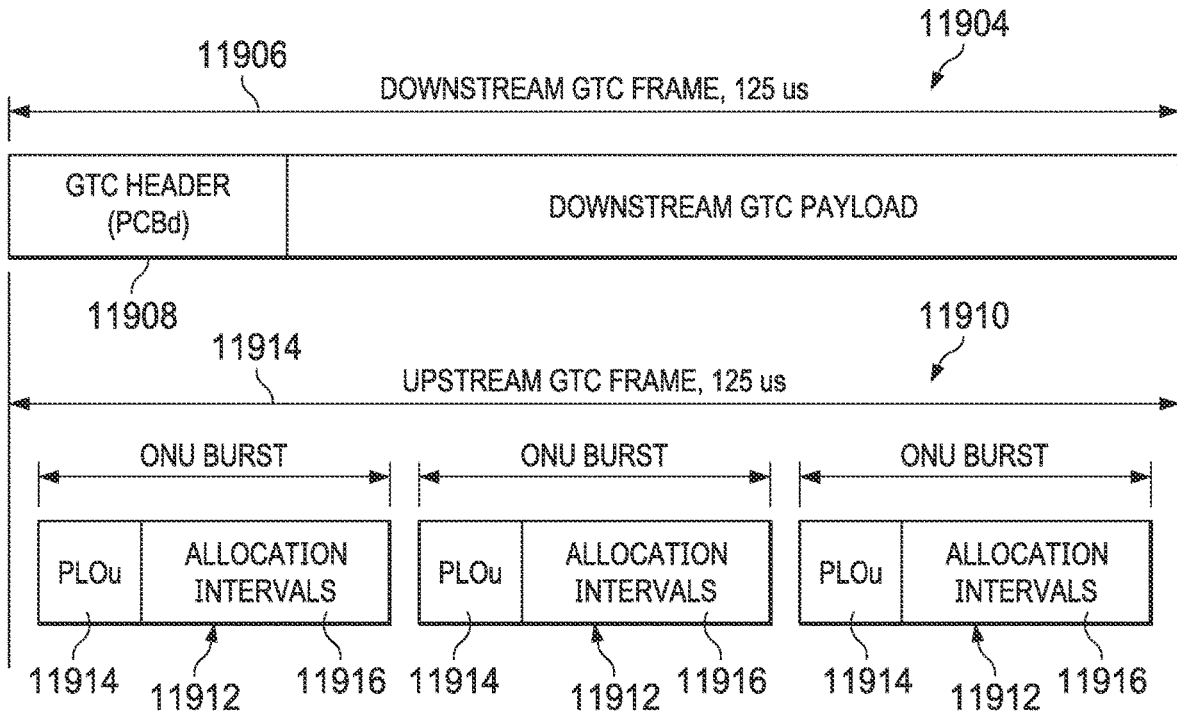 11904
11906
DOWNSTREAM GTC FRAME, 125 us
GTC HEADER
(PCBd)
DOWNSTREAM GTC PAYLOAD
11908
11910
11914
UPSTREAM GTC FRAME, 125 us
ONU BURST
ONU BURST
ONU BURST
PLOu
ALLOCATION
INTERVALS
PLOu
ALLOCATION
INTERVALS
PLOu
ALLOCATION
INTERVALS
11914
11912
11916
11914
11912
11916
11914
11912
11916